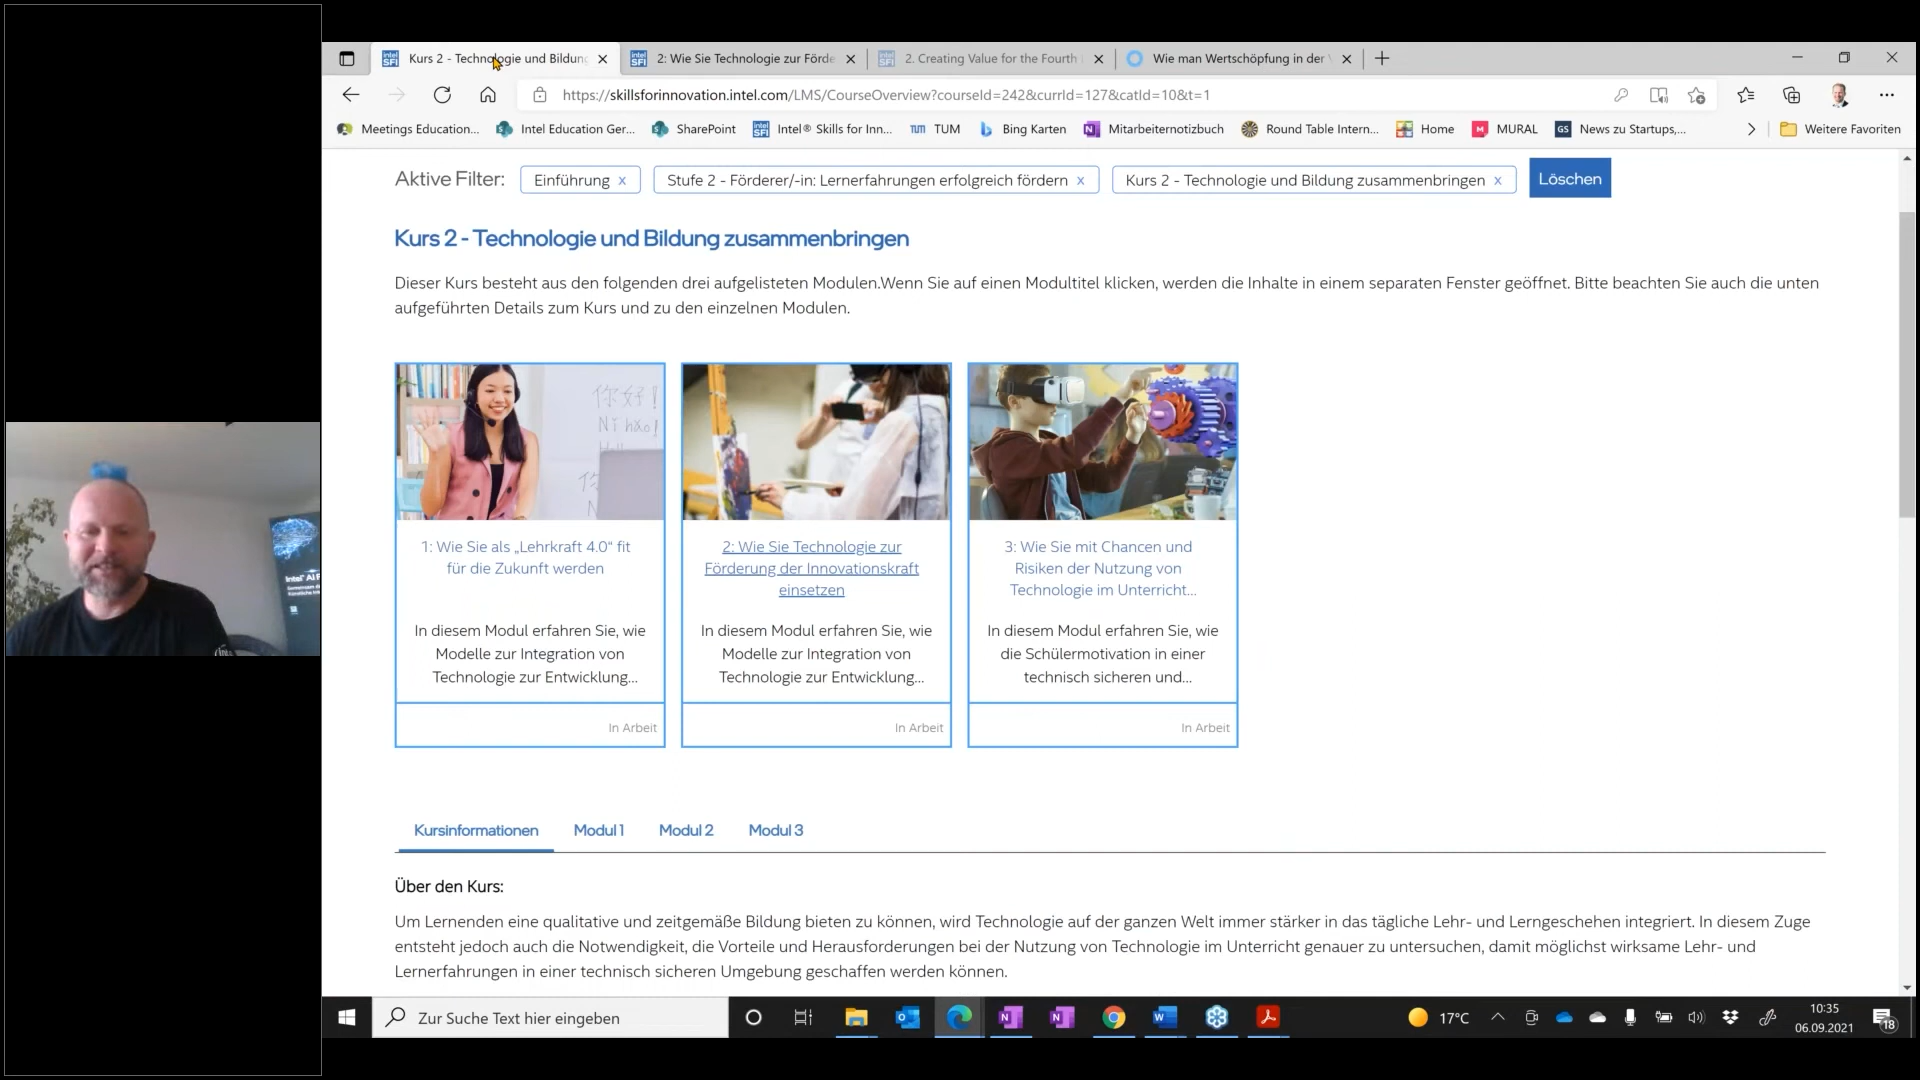 Kurs 2 - Technologie und Bildung
2: Wie Sie Technologie zur Förde
2. Creating Value for the Fourth
Wie man Wertschöpfung in der
https://skillsforinnovation.intel.com/LMS/CourseOverview?courseId=242&currId=127&catId=10&t=1
Meetings Education...
Intel Education Ger...
SharePoint
Intel® Skills for Inn...
TUM
Bing Karten
Mitarbeiternotizbuch
Round Table Intern...
Home
MURAL
GS
News zu Startups,...
Weitere Favoriten
Aktive Filter:
Einführung x
Stufe 2 - Förderer/-in: Lernerfahrungen erfolgreich fördern x
Kurs 2 - Technologie und Bildung zusammenbringen x
Löschen
Kurs 2 - Technologie und Bildung zusammenbringen
Dieser Kurs besteht aus den folgenden drei aufgelisteten Modulen.Wenn Sie auf einen Modultitel klicken, werden die Inhalte in einem separaten Fenster geöffnet. Bitte beachten Sie auch die unten
aufgeführten Details zum Kurs und zu den einzelnen Modulen.
你好!
Nǐ hǎo!
1: Wie Sie als „Lehrkraft 4.0“ fit
für die Zukunft werden
In diesem Modul erfahren Sie, wie
Modelle zur Integration von
Technologie zur Entwicklung...
In Arbeit
2: Wie Sie Technologie zur
Förderung der Innovationskraft
einsetzen
In diesem Modul erfahren Sie, wie
Modelle zur Integration von
Technologie zur Entwicklung...
In Arbeit
3: Wie Sie mit Chancen und
Risiken der Nutzung von
Technologie im Unterricht...
In diesem Modul erfahren Sie, wie
die Schülermotivation in einer
technisch sicheren und...
In Arbeit
Kursinformationen
Modul 1
Modul 2
Modul 3
Über den Kurs:
Um Lernenden eine qualitative und zeitgemäße Bildung bieten zu können, wird Technologie auf der ganzen Welt immer stärker in das tägliche Lehr- und Lerngeschehen integriert. In diesem Zuge
entsteht jedoch auch die Notwendigkeit, die Vorteile und Herausforderungen bei der Nutzung von Technologie im Unterricht genauer zu untersuchen, damit möglichst wirksame Lehr- und
Lernerfahrungen in einer technisch sicheren Umgebung geschaffen werden können.
Zur Suche Text hier eingeben
17°C
10:35
06.09.2021
18